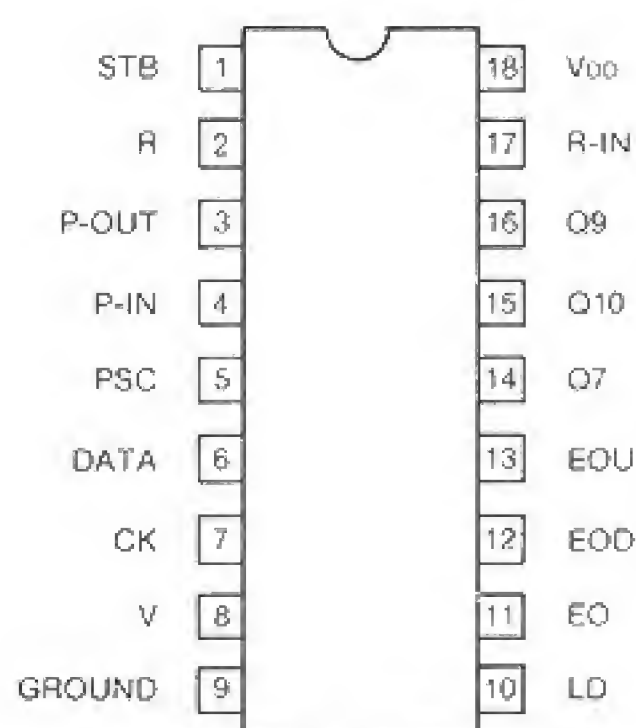 STB 1 18 VDD
R 2 17 R-IN
P-OUT 3 16 Q9
P-IN 4 15 Q10
PSC 5 14 Q7
DATA 6 13 EOU
CK 7 12 EOD
V 8 11 EO
GROUND 9 10 LD